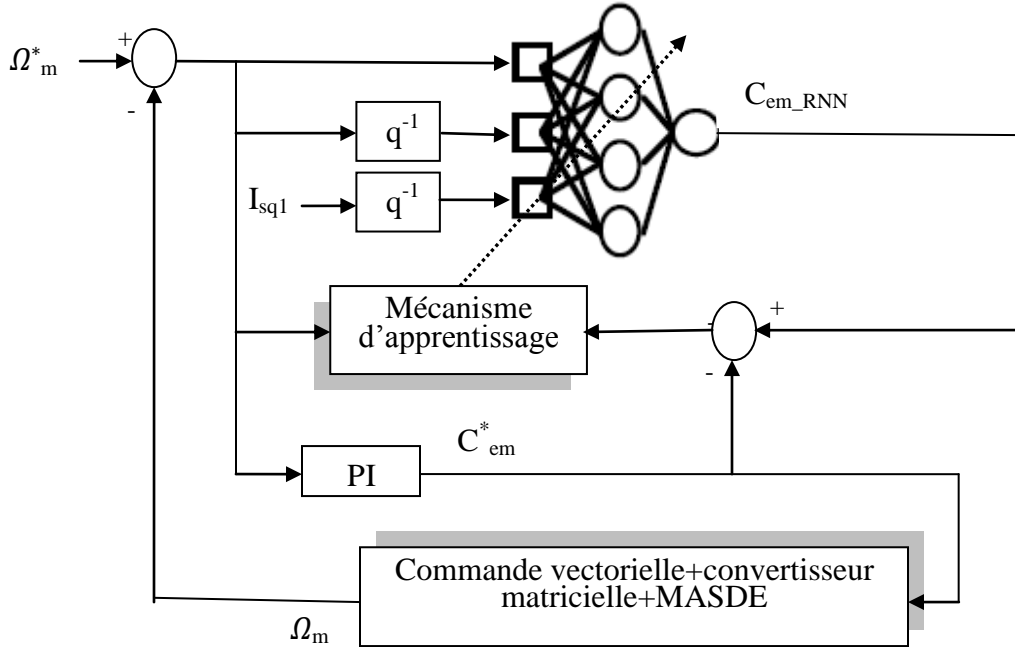 +
Ω*m
-
Cem_RNN
q-1
Isq1
q-1
Mécanisme
d’apprentissage
+
-
-
C*em
PI
Commande vectorielle+convertisseur
matricielle+MASDE
Ωm